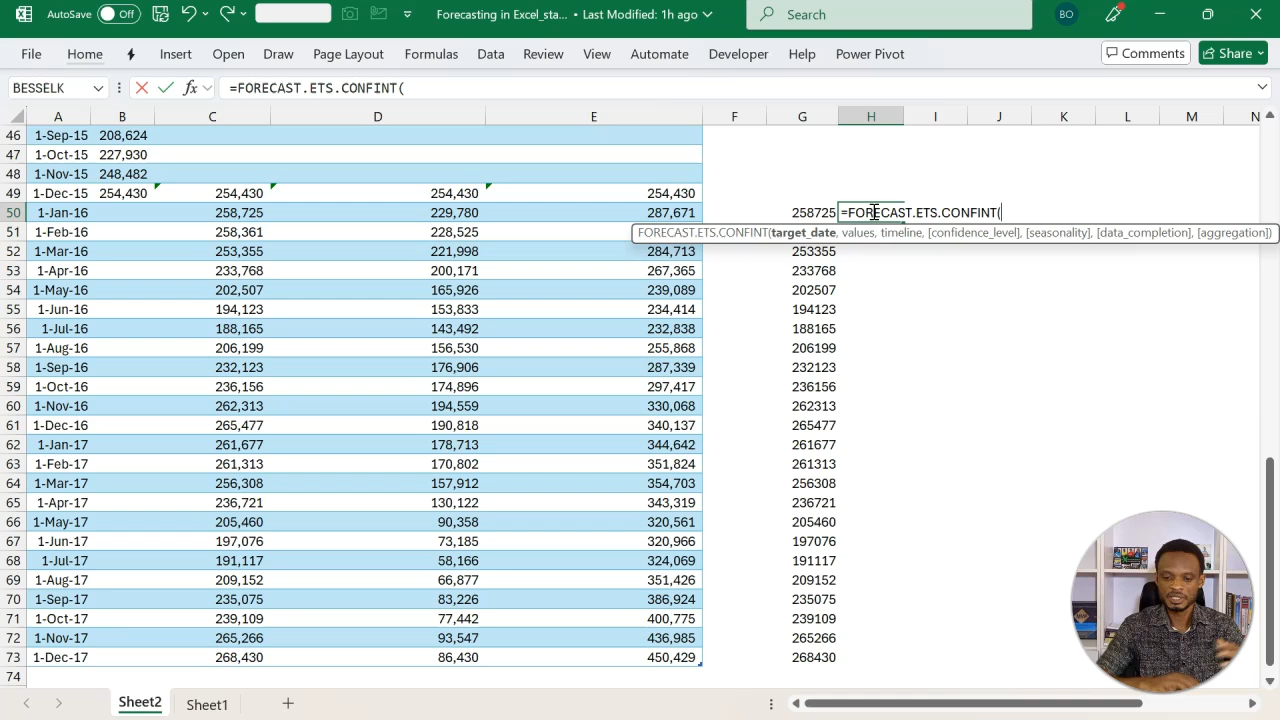 AutoSave Off Forecasting in Excel_sta... • Last Modified: 1h ago Search BO
File Home Insert Open Draw Page Layout Formulas Data Review View Automate Developer Help Power Pivot Comments Share
BESSELK fx =FORECAST.ETS.CONFINT(
A B C D E F G H I J K L M N
46 1-Sep-15 208,624
47 1-Oct-15 227,930
48 1-Nov-15 248,482
49 1-Dec-15 254,430 254,430 254,430 254,430
50 1-Jan-16 258,725 229,780 287,671 258725 =FORECAST.ETS.CONFINT(
51 1-Feb-16 258,361 228,525 FORECAST.ETS.CONFINT(target_date, values, timeline, [confidence_level], [seasonality], [data_completion], [aggregation])
52 1-Mar-16 253,355 221,998 284,713 253355
53 1-Apr-16 233,768 200,171 267,365 233768
54 1-May-16 202,507 165,926 239,089 202507
55 1-Jun-16 194,123 153,833 234,414 194123
56 1-Jul-16 188,165 143,492 232,838 188165
57 1-Aug-16 206,199 156,530 255,868 206199
58 1-Sep-16 232,123 176,906 287,339 232123
59 1-Oct-16 236,156 174,896 297,417 236156
60 1-Nov-16 262,313 194,559 330,068 262313
61 1-Dec-16 265,477 190,818 340,137 265477
62 1-Jan-17 261,677 178,713 344,642 261677
63 1-Feb-17 261,313 170,802 351,824 261313
64 1-Mar-17 256,308 157,912 354,703 256308
65 1-Apr-17 236,721 130,122 343,319 236721
66 1-May-17 205,460 90,358 320,561 205460
67 1-Jun-17 197,076 73,185 320,966 197076
68 1-Jul-17 191,117 58,166 324,069 191117
69 1-Aug-17 209,152 66,877 351,426 209152
70 1-Sep-17 235,075 83,226 386,924 235075
71 1-Oct-17 239,109 77,442 400,775 239109
72 1-Nov-17 265,266 93,547 436,985 265266
73 1-Dec-17 268,430 86,430 450,429 268430
74
Sheet2 Sheet1